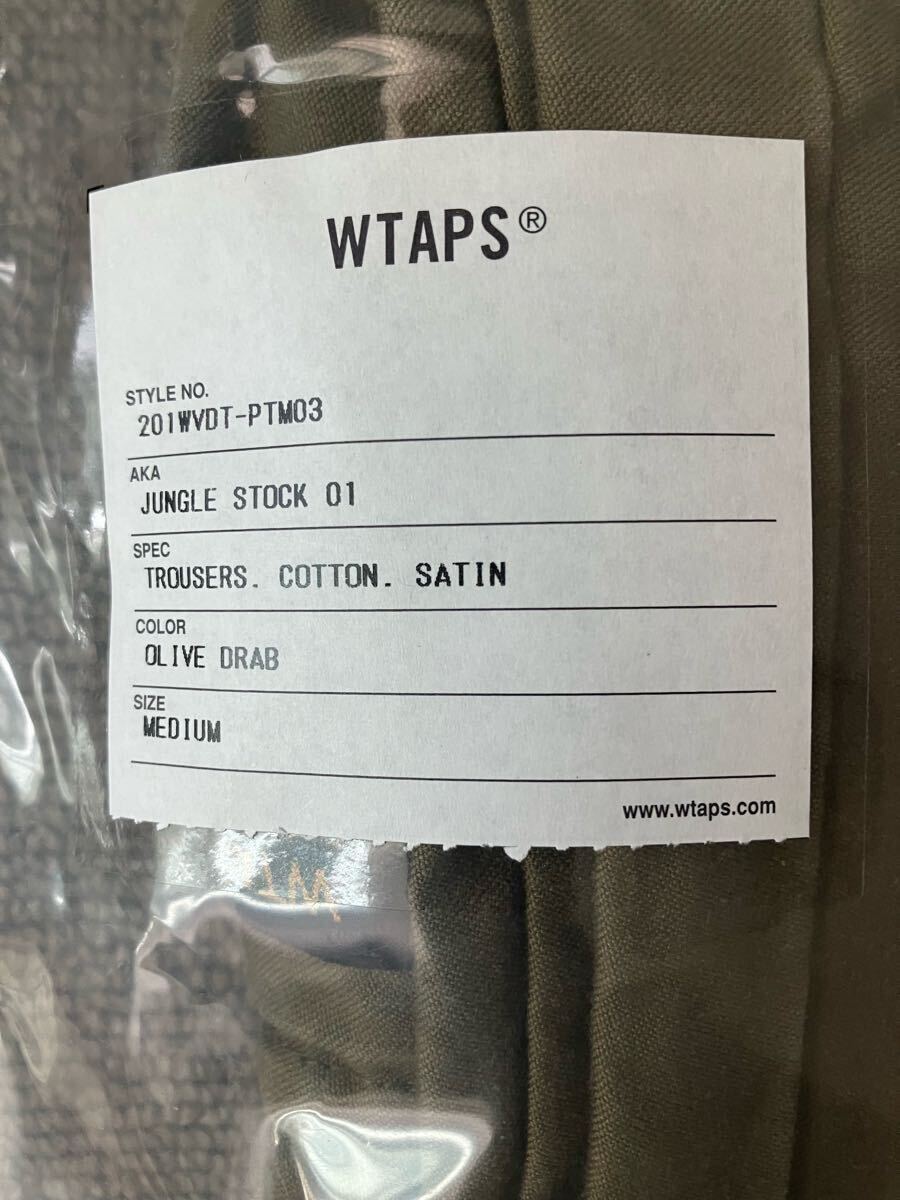 WTAPS®
STYLE NO.
201WVDT-PTM03
AKA
JUNGLE STOCK 01
SPEC
TROUSERS. COTTON. SATIN
COLOR
OLIVE DRAB
SIZE
MEDIUM
www.wtaps.com